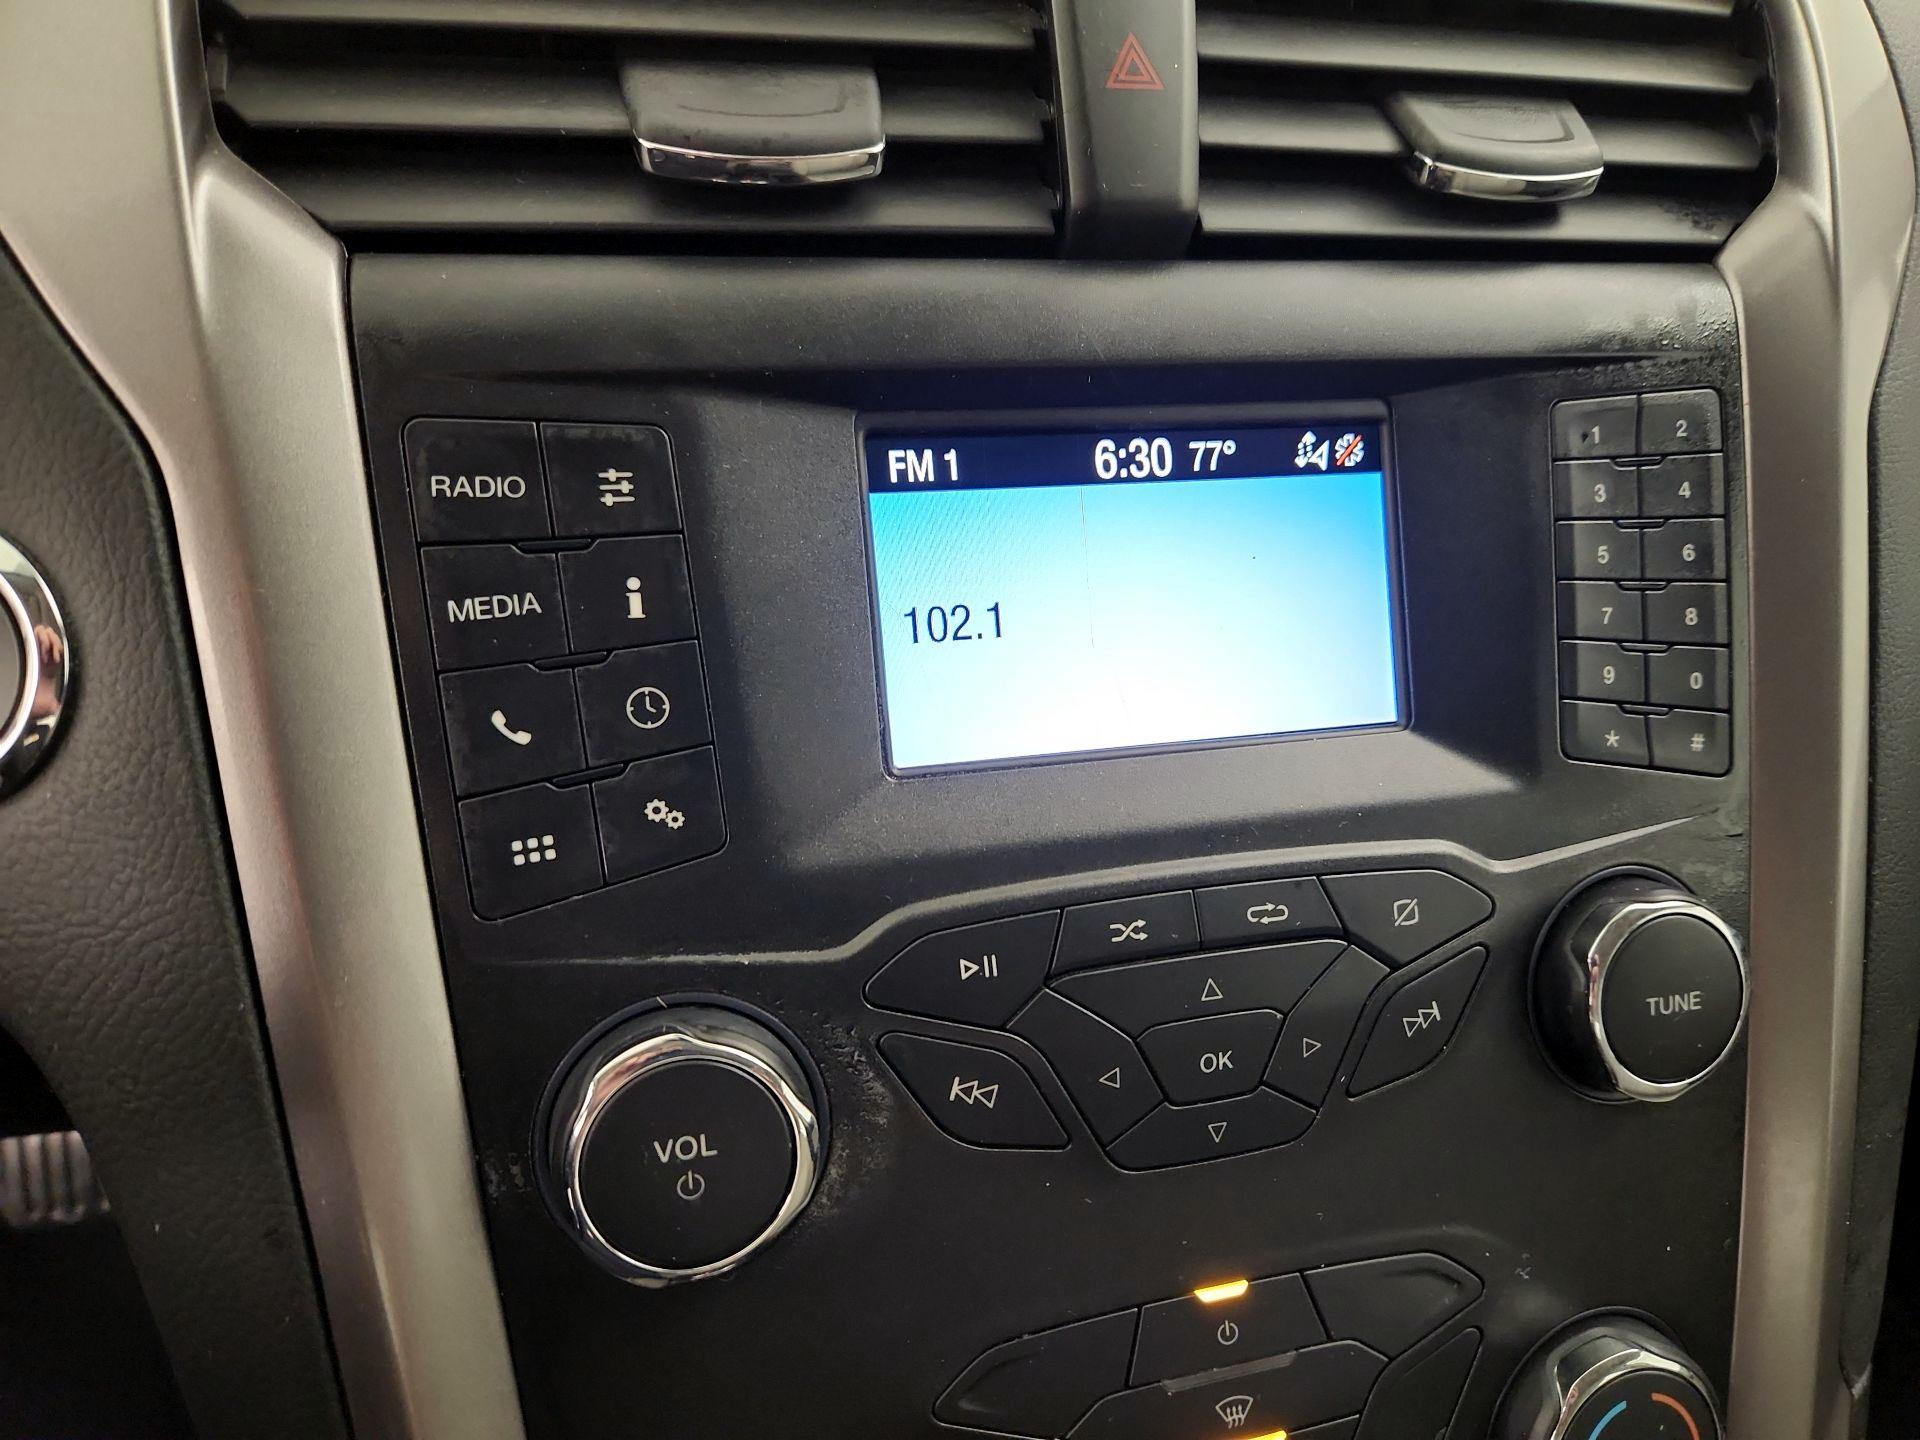 FM 1 6:30 77°
102.1
RADIO
MEDIA
1 2
3 4
5 6
7 8
9 0
* #
OK
TUNE
VOL